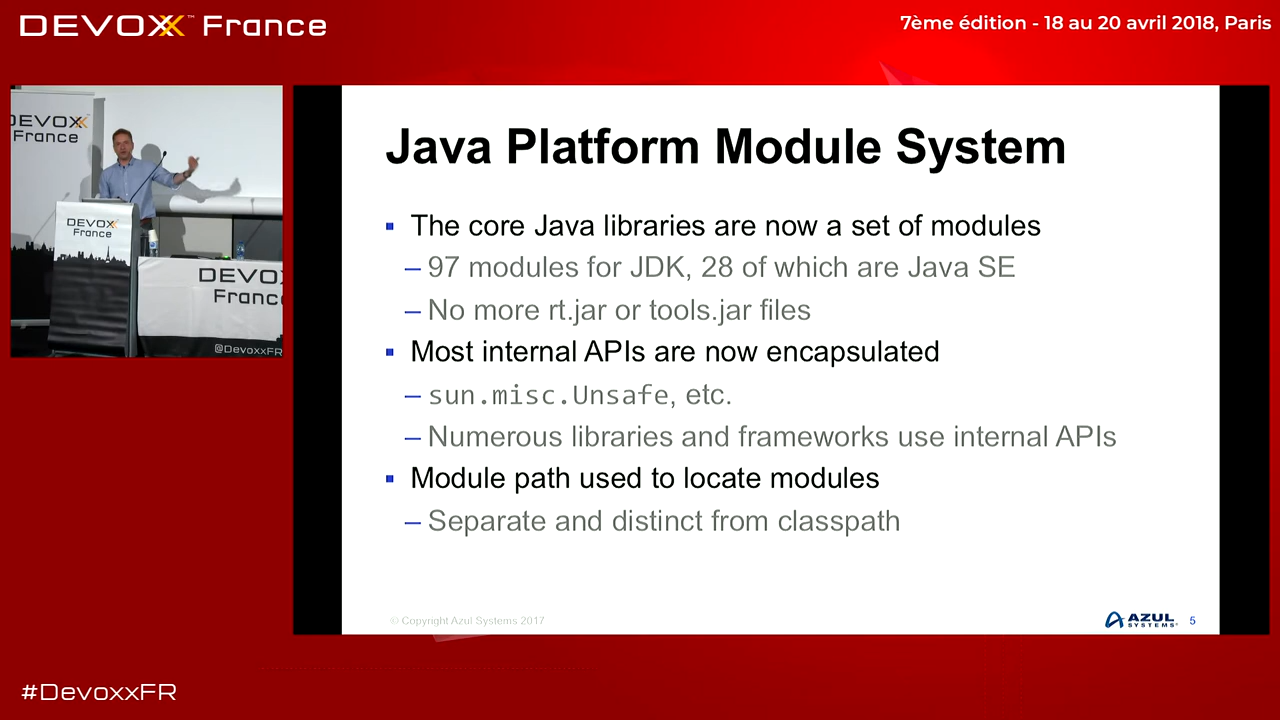 DEVOXX™ France
7ème édition - 18 au 20 avril 2018, Paris
DEVOXX
France
DEVOXX
France
DEVOXX
France
@DevoxxFR
Java Platform Module System
▪ The core Java libraries are now a set of modules
– 97 modules for JDK, 28 of which are Java SE
– No more rt.jar or tools.jar files
▪ Most internal APIs are now encapsulated
– sun.misc.Unsafe, etc.
– Numerous libraries and frameworks use internal APIs
▪ Module path used to locate modules
– Separate and distinct from classpath
© Copyright Azul Systems 2017
AZUL
SYSTEMS®
5
#DevoxxFR